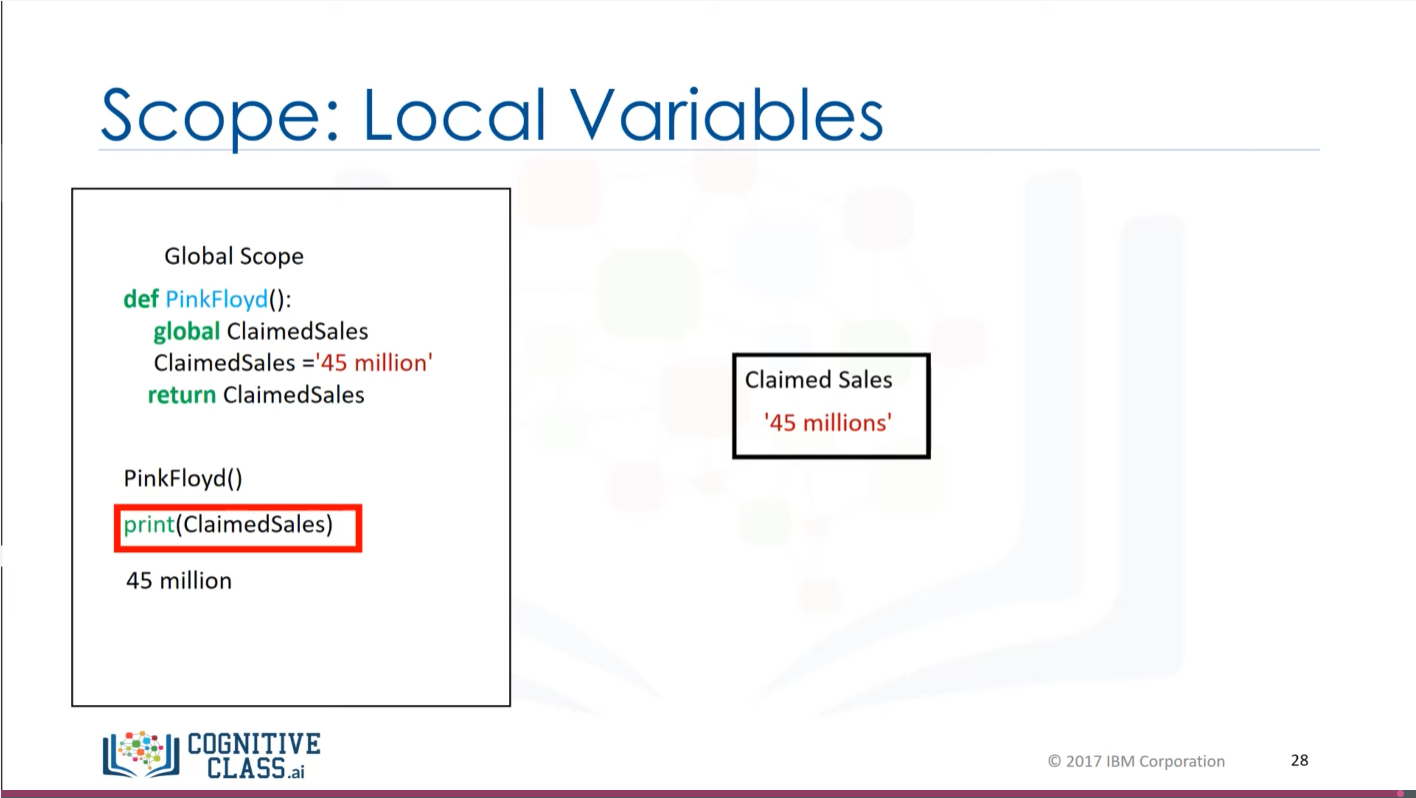 Scope: Local Variables
Global Scope
def PinkFloyd():
global ClaimedSales
ClaimedSales ='45 million'
return ClaimedSales
PinkFloyd()
print(ClaimedSales)
45 million
Claimed Sales
'45 millions'
COGNITIVE
CLASS.ai
© 2017 IBM Corporation
28